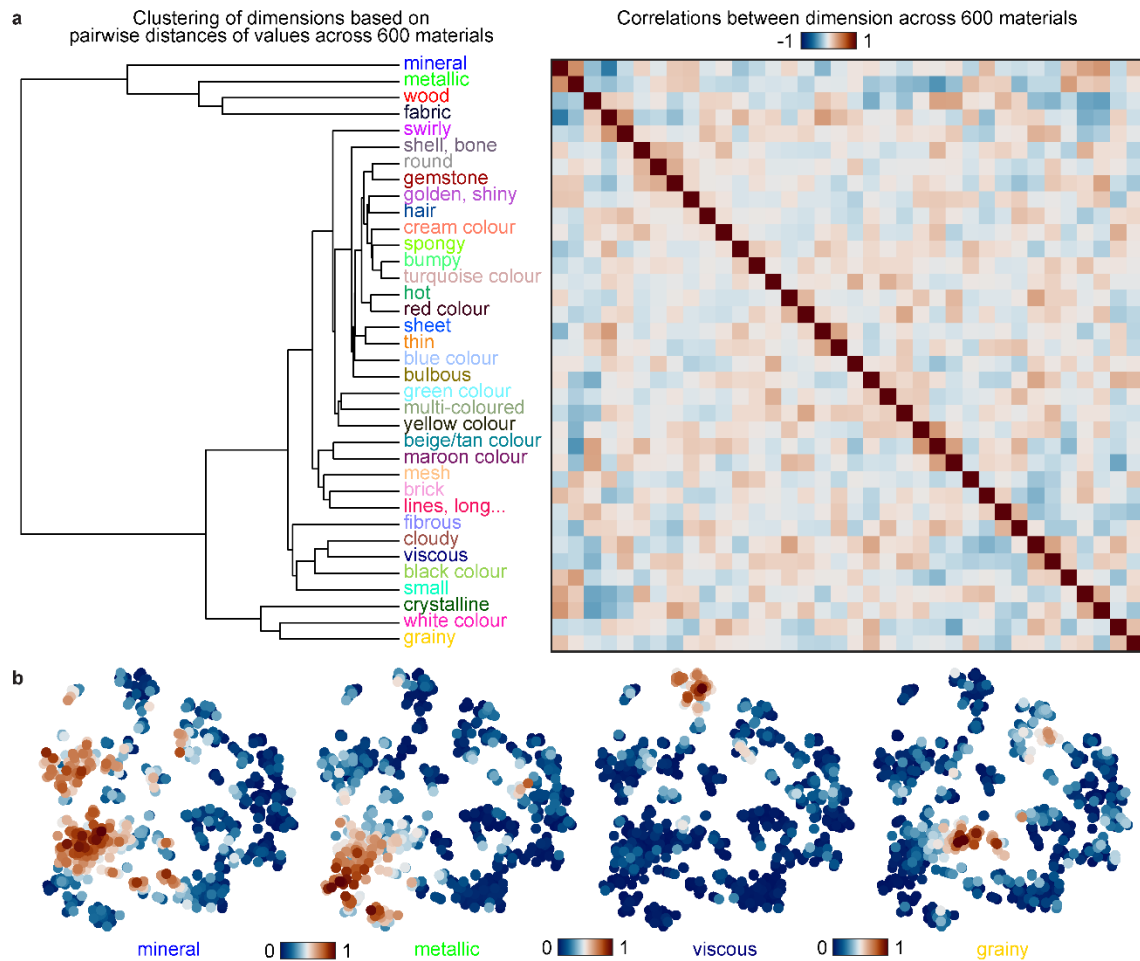 a
Clustering of dimensions based on
pairwise distances of values across 600 materials
Correlations between dimension across 600 materials
-1 1
mineral
metallic
wood
fabric
swirly
shell, bone
round
gemstone
golden, shiny
hair
cream colour
spongy
bumpy
turquoise colour
hot
red colour
sheet
thin
blue colour
bulbous
green colour
multi-coloured
yellow colour
beige/tan colour
maroon colour
mesh
brick
lines, long...
fibrous
cloudy
viscous
black colour
small
crystalline
white colour
grainy
b
mineral 0 1 metallic 0 1 viscous 0 1 grainy